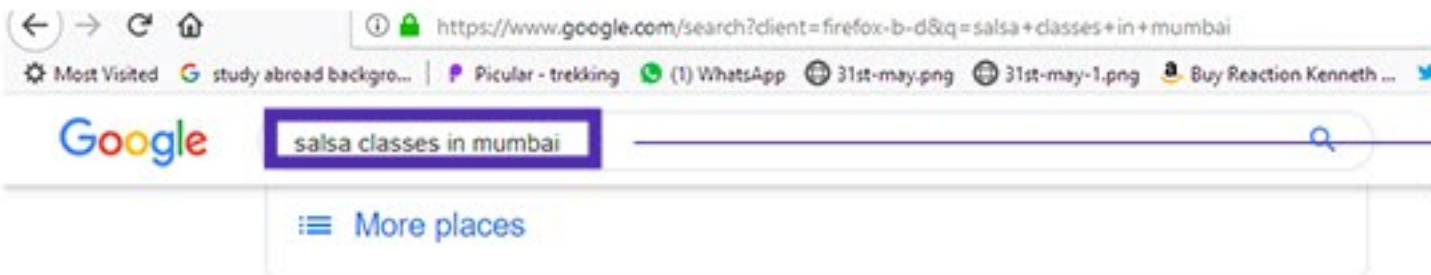 https://www.google.com/search?client=firefox-b-d&q=salsa+classes+in+mumbai
Most Visited G study abroad backgro... Picular - trekking (1) WhatsApp 31st-may.png 31st-may-1.png a Buy Reaction Kenneth ...
Google salsa classes in mumbai
More places